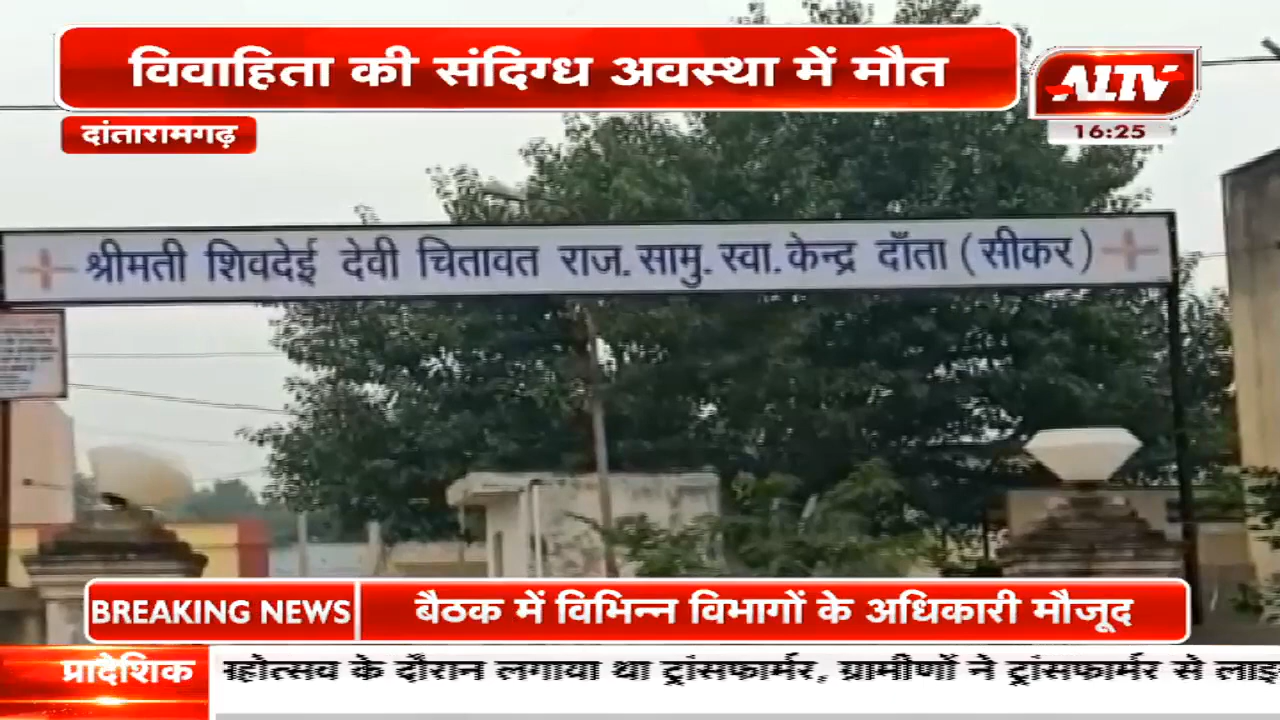 विवाहिता की संदिग्ध अवस्था में मौत
ALTV
16:25
दांतारामगढ़
श्रीमती शिवदेई देवी चितावत राज. सामु. स्वा. केन्द्र दाँता (सीकर)
BREAKING NEWS
बैठक में विभिन्न विभागों के अधिकारी मौजूद
प्रादेशिक
के दौरान लगाया था ट्रांसफार्मर, ग्रामीणों ने ट्रांसफार्मर से